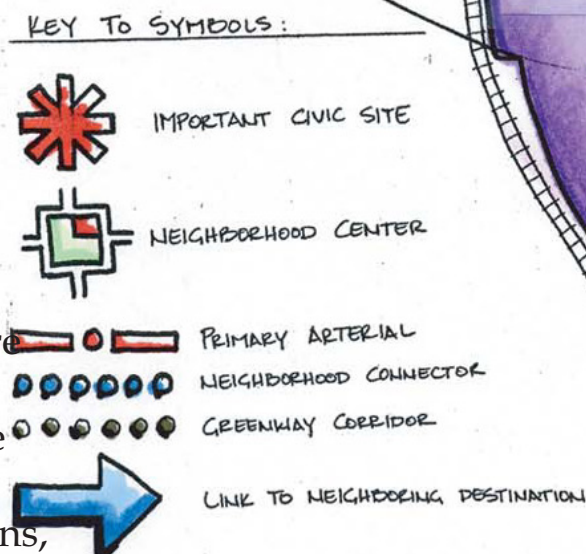 KEY TO SYMBOLS:
IMPORTANT CIVIC SITE
NEIGHBORHOOD CENTER
PRIMARY ARTERIAL
NEIGHBORHOOD CONNECTOR
GREENWAY CORRIDOR
LINK TO NEIGHBORING DESTINATION